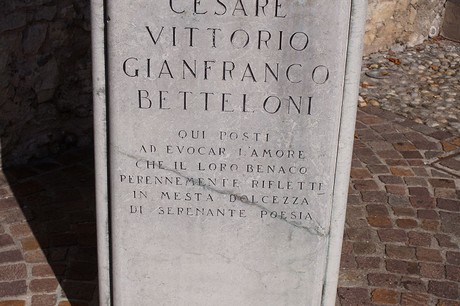 CESARE
VITTORIO
GIANFRANCO
BETTELONI
QUI POSTI
AD EVOCAR L'AMORE
CHE IL LORO BENACO
PERENNEMENTE RIFLETTI
IN MESTA DOLCEZZA
DI SERENANTE POESIA